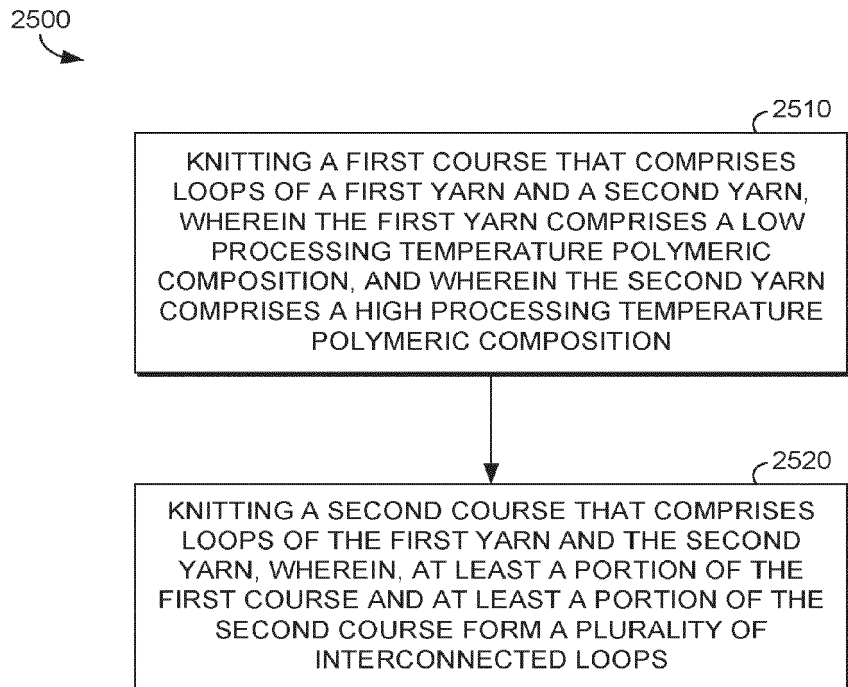 2500
2510
KNITTING A FIRST COURSE THAT COMPRISES
LOOPS OF A FIRST YARN AND A SECOND YARN,
WHEREIN THE FIRST YARN COMPRISES A LOW
PROCESSING TEMPERATURE POLYMERIC
COMPOSITION, AND WHEREIN THE SECOND YARN
COMPRISES A HIGH PROCESSING TEMPERATURE
POLYMERIC COMPOSITION
2520
KNITTING A SECOND COURSE THAT COMPRISES
LOOPS OF THE FIRST YARN AND THE SECOND
YARN, WHEREIN, AT LEAST A PORTION OF THE
FIRST COURSE AND AT LEAST A PORTION OF THE
SECOND COURSE FORM A PLURALITY OF
INTERCONNECTED LOOPS